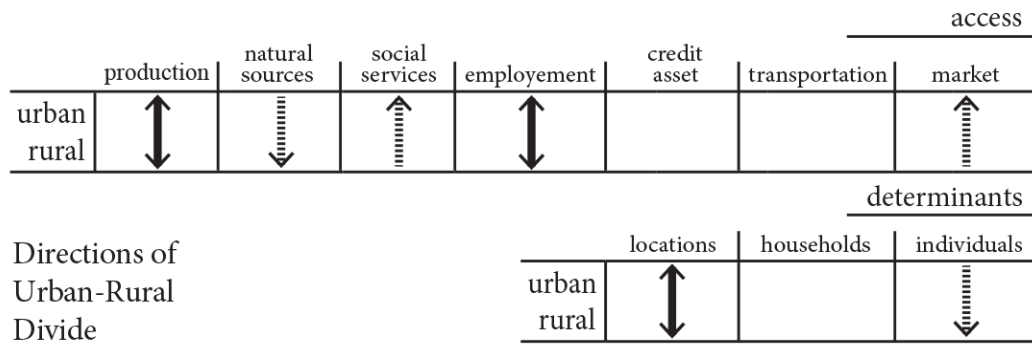 access
production
natural
sources
social
services
employement
credit
asset
transportation
market
urban
rural
determinants
locations
households
individuals
urban
rural
Directions of
Urban-Rural
Divide